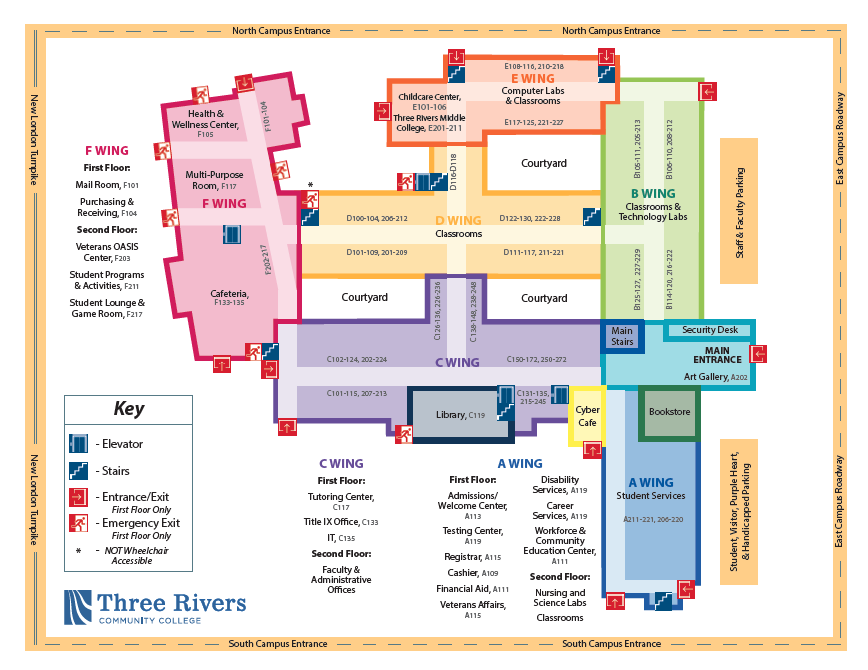 North Campus Entrance
North Campus Entrance
New London Turnpike
East Campus Roadway
E108-116, 210-218
E WING
Computer Labs
& Classrooms
Childcare Center,
E101-106
Three Rivers Middle
College, E201-211
E117-125, 221-227
Health &
Wellness Center,
F105
F101-104
F WING
First Floor:
Mail Room, F101
Purchasing &
Receiving, F104
Second Floor:
Veterans OASIS
Center, F203
Student Programs
& Activities, F211
Student Lounge &
Game Room, F217
Multi-Purpose
Room, F117
F WING
F202-217
Cafeteria,
F133-135
*
D116-D118
Courtyard
D100-104, 206-212
D WING
Classrooms
D122-130, 222-228
D101-109, 201-209
D111-117, 211-221
B105-111, 205-213
B106-110, 208-212
B WING
Classrooms &
Technology Labs
B125-127, 227-229
B114-120, 216-222
Staff & Faculty Parking
Courtyard
Courtyard
C126-136, 226-236
C138-148, 238-248
C102-124, 202-224
C WING
C150-172, 250-272
C101-115, 207-213
Library, C119
C131-135,
215-245
Main
Stairs
Security Desk
MAIN
ENTRANCE
Art Gallery, A202
Cyber
Cafe
Bookstore
A WING
Student Services
A211-221, 206-220
Student, Visitor, Purple Heart,
& Handicapped Parking
Key
- Elevator
- Stairs
- Entrance/Exit
First Floor Only
- Emergency Exit
First Floor Only
* - NOT Wheelchair
Accessible
C WING
First Floor:
Tutoring Center,
C117
Title IX Office, C133
IT, C135
Second Floor:
Faculty &
Administrative
Offices
A WING
First Floor:
Admissions/
Welcome Center,
A113
Testing Center,
A119
Registrar, A115
Cashier, A109
Financial Aid, A111
Veterans Affairs,
A115
Disability
Services, A119
Career
Services, A119
Workforce &
Community
Education Center,
A111
Second Floor:
Nursing and
Science Labs
Classrooms
New London Turnpike
East Campus Roadway
Three Rivers
COMMUNITY COLLEGE
South Campus Entrance
South Campus Entrance